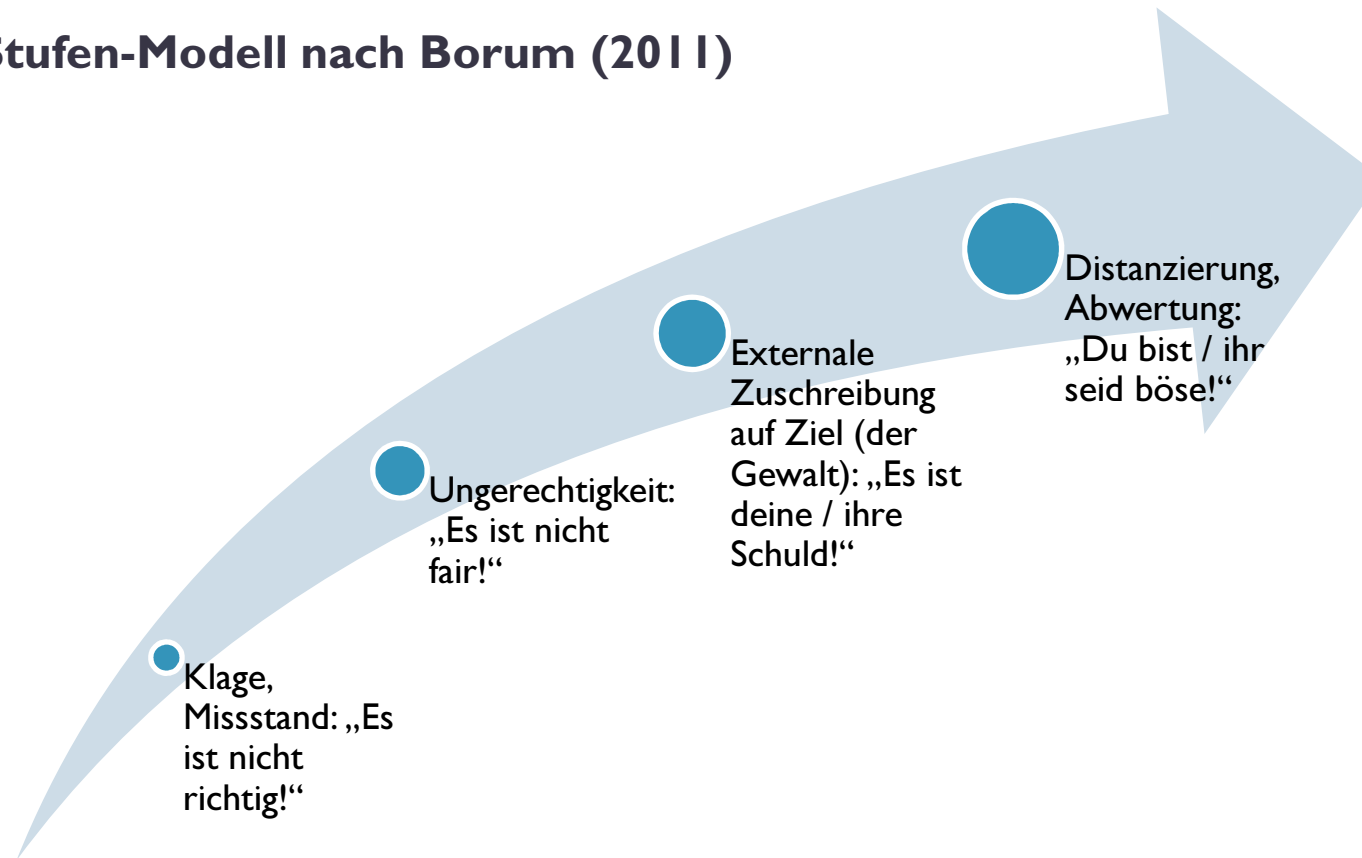 Stufen-Modell nach Borum (2011)
Distanzierung,
Abwertung:
„Du bist / ihr
seid böse!“
Externale
Zuschreibung
auf Ziel (der
Gewalt): „Es ist
deine / ihre
Schuld!“
Ungerechtigkeit:
„Es ist nicht
fair!“
Klage,
Missstand: „Es
ist nicht
richtig!“